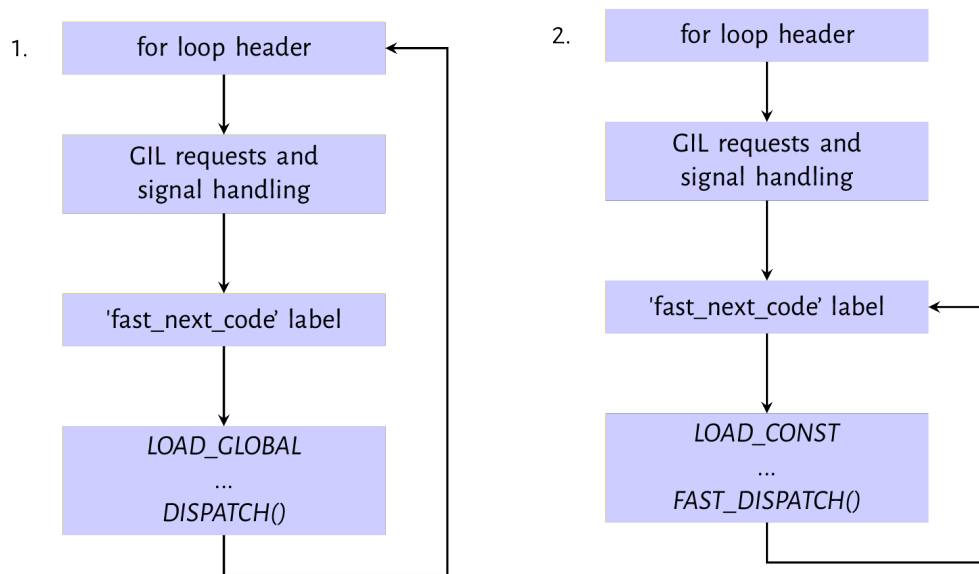 1.
for loop header
GIL requests and
signal handling
'fast_next_code’ label
LOAD_GLOBAL
...
DISPATCH()
2.
for loop header
GIL requests and
signal handling
'fast_next_code’ label
LOAD_CONST
...
FAST_DISPATCH()